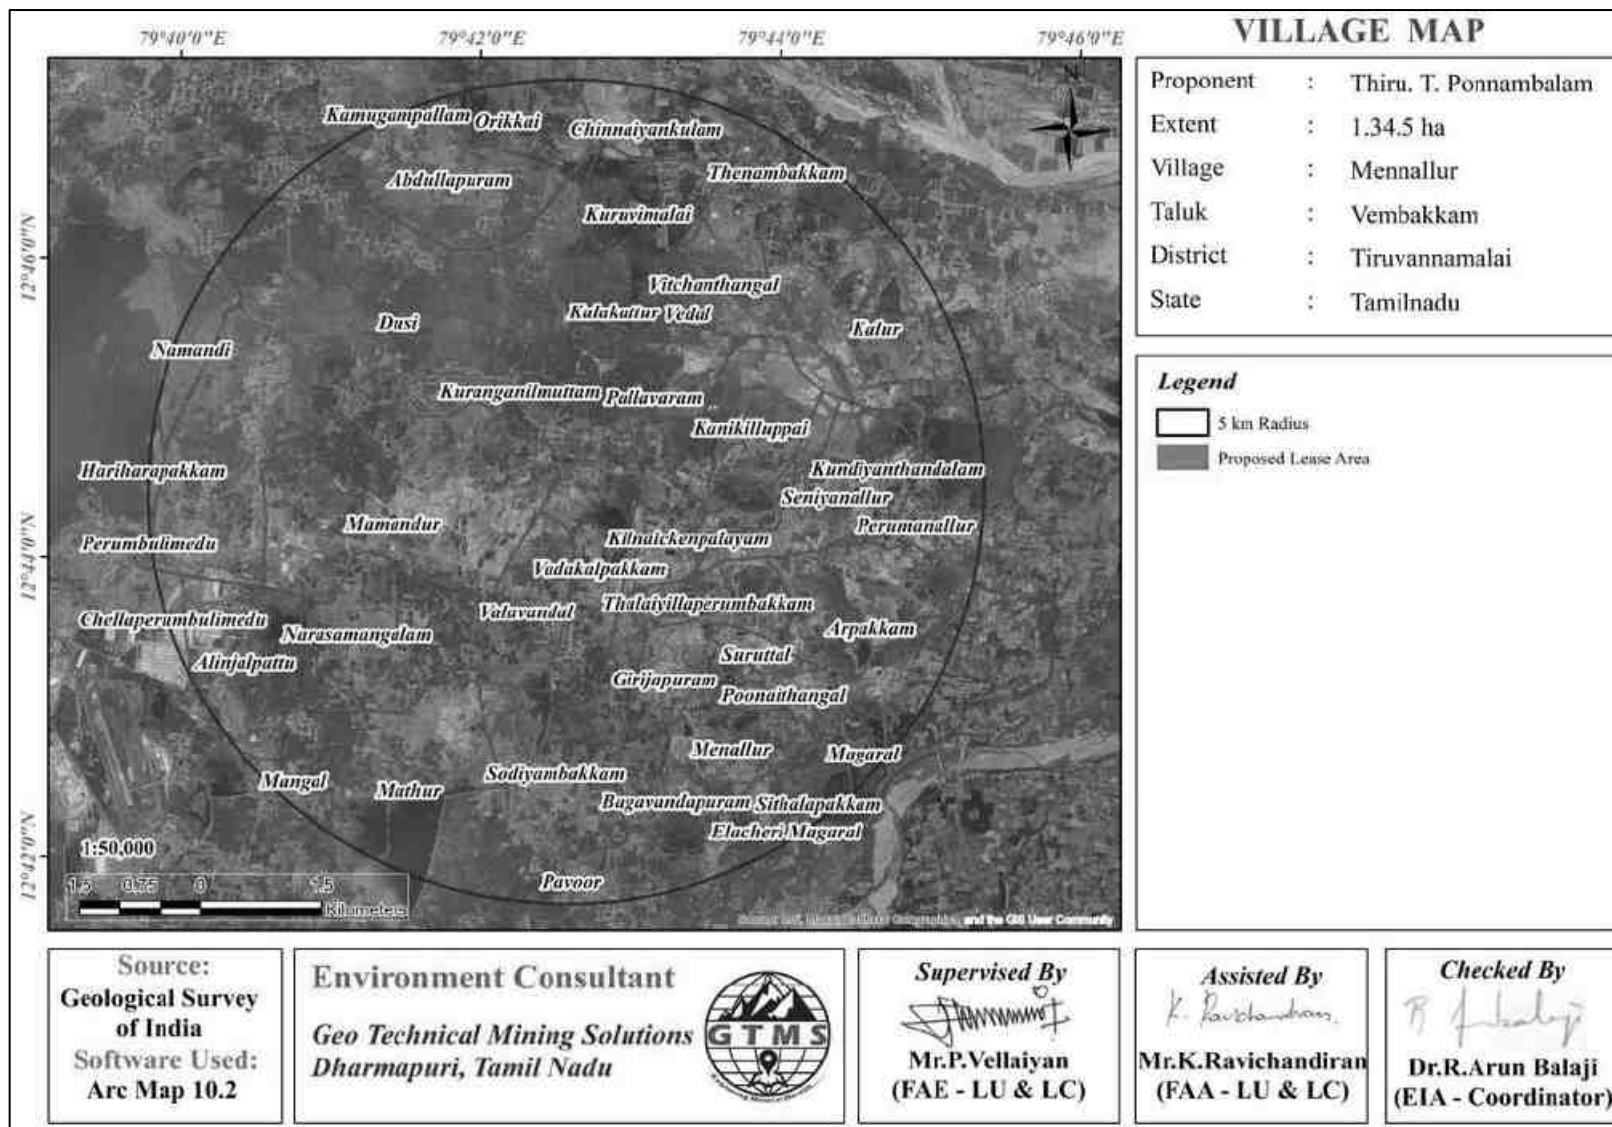 VILLAGE MAP
79°40'0"E 79°42'0"E 79°44'0"E 79°46'0"E
12°46'0"N
12°44'0"N
12°42'0"N
N
Kamugampallam Orikkai Chinnaiyankulam
Abdullapuram Thenambakkam
Kuruvimalai
Vitchanthangal
Kalakattur Vedal
Dusi Kalur
Namandi
Kuranganilmuttam Pallavaram
Kanikilluppai
Hariharapakkam Kundiyanthandalam
Seniyanallur
Mamandur Perumanallur
Perumbulimedu Kilnaickenpalayam
Vadakalpakkam
Chellaperumbulimedu Valavandal Thalaiyillaperumbakkam
Narasamangalam Arpakkam
Alinjalpattu Suruttal
Girijapuram Poonaithangal
Menallur Magaral
Mangal Mathur Sodiyambakkam
Bagavandapuram Sithalapakkam
Elacheri Magaral
Pavoor
1:50,000
1.5 0.75 0 1.5
Kilometers
and the GIS User Community
Proponent : Thiru. T. Ponnambalam
Extent : 1.34.5 ha
Village : Mennallur
Taluk : Vembakkam
District : Tiruvannamalai
State : Tamilnadu
Legend
5 km Radius
Proposed Lease Area
Source:
Geological Survey
of India
Software Used:
Arc Map 10.2
Environment Consultant
Geo Technical Mining Solutions
Dharmapuri, Tamil Nadu
GTMS
Supervised By
Mr.P.Vellaiyan
(FAE - LU & LC)
Assisted By
K. Ravichandran.
Mr.K.Ravichandiran
(FAA - LU & LC)
Checked By
Dr.R.Arun Balaji
(EIA - Coordinator)